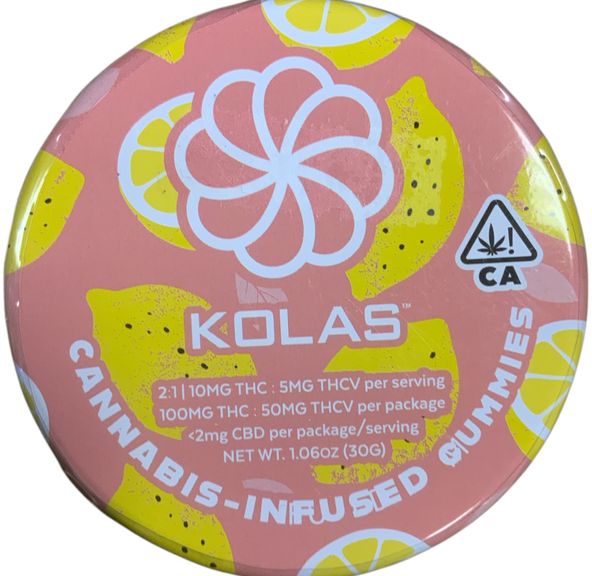 KOLAS™
2:1 | 10MG THC : 5MG THCV per serving
100MG THC : 50MG THCV per package
<2mg CBD per package/serving
NET WT. 1.06oz (30G)
CANNABIS-INFUSED GUMMIES
!
CA